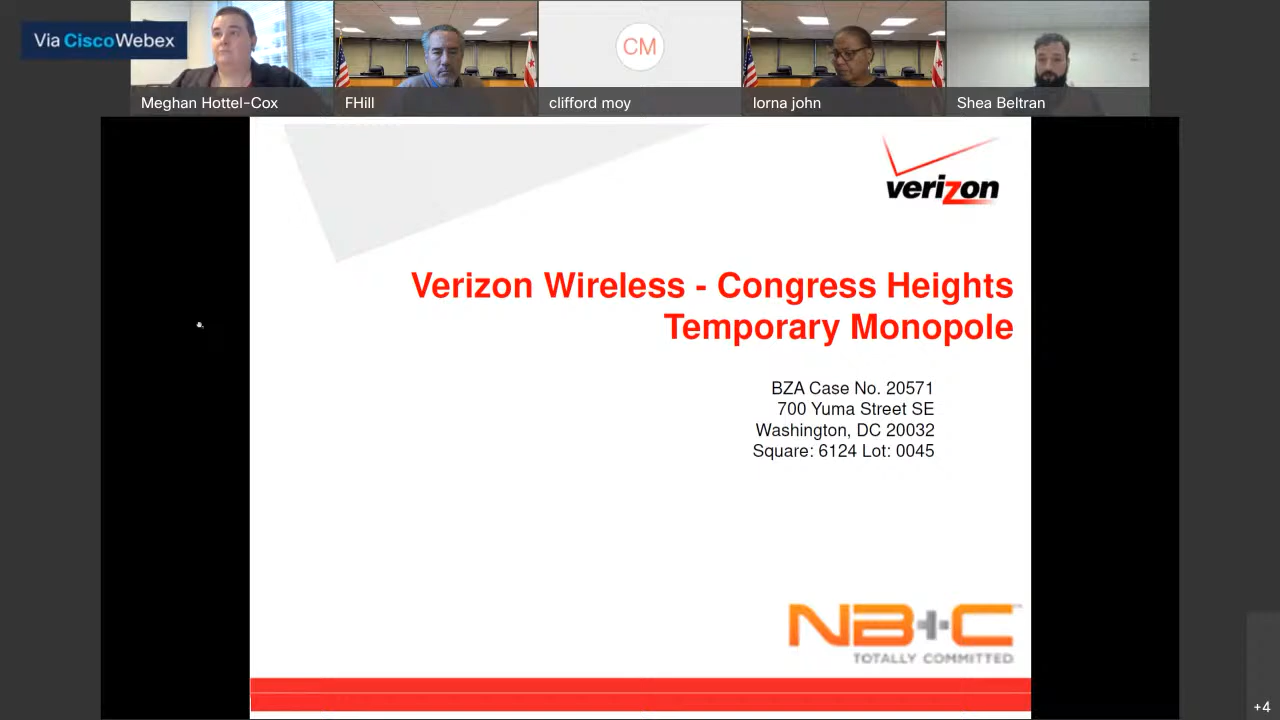 Via CiscoWebex
Meghan Hottel-Cox
FHill
CM
clifford moy
lorna john
Shea Beltran
verizon
Verizon Wireless - Congress Heights
Temporary Monopole
BZA Case No. 20571
700 Yuma Street SE
Washington, DC 20032
Square: 6124 Lot: 0045
NB+C
TOTALLY COMMITTED
+4